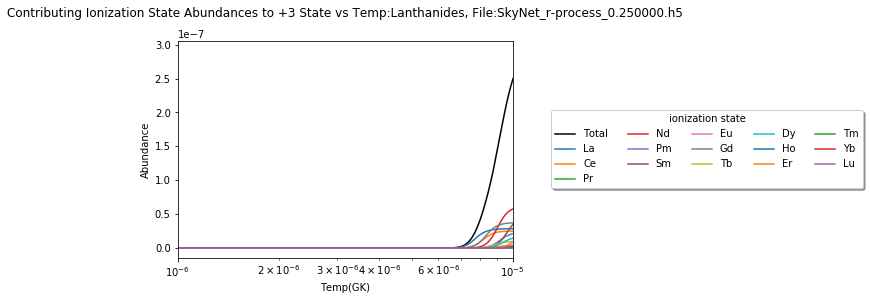 Contributing Ionization State Abundances to +3 State vs Temp:Lanthanides, File:SkyNet_r-process_0.250000.h5
1e−7
3.0
2.5
2.0
1.5
1.0
0.5
0.0
Abundance
10⁻⁶
2 × 10⁻⁶
3 × 10⁻⁶
4 × 10⁻⁶
6 × 10⁻⁶
10⁻⁵
Temp(GK)
ionization state
Total Nd Eu Dy Tm
La Pm Gd Ho Yb
Ce Sm Tb Er Lu
Pr